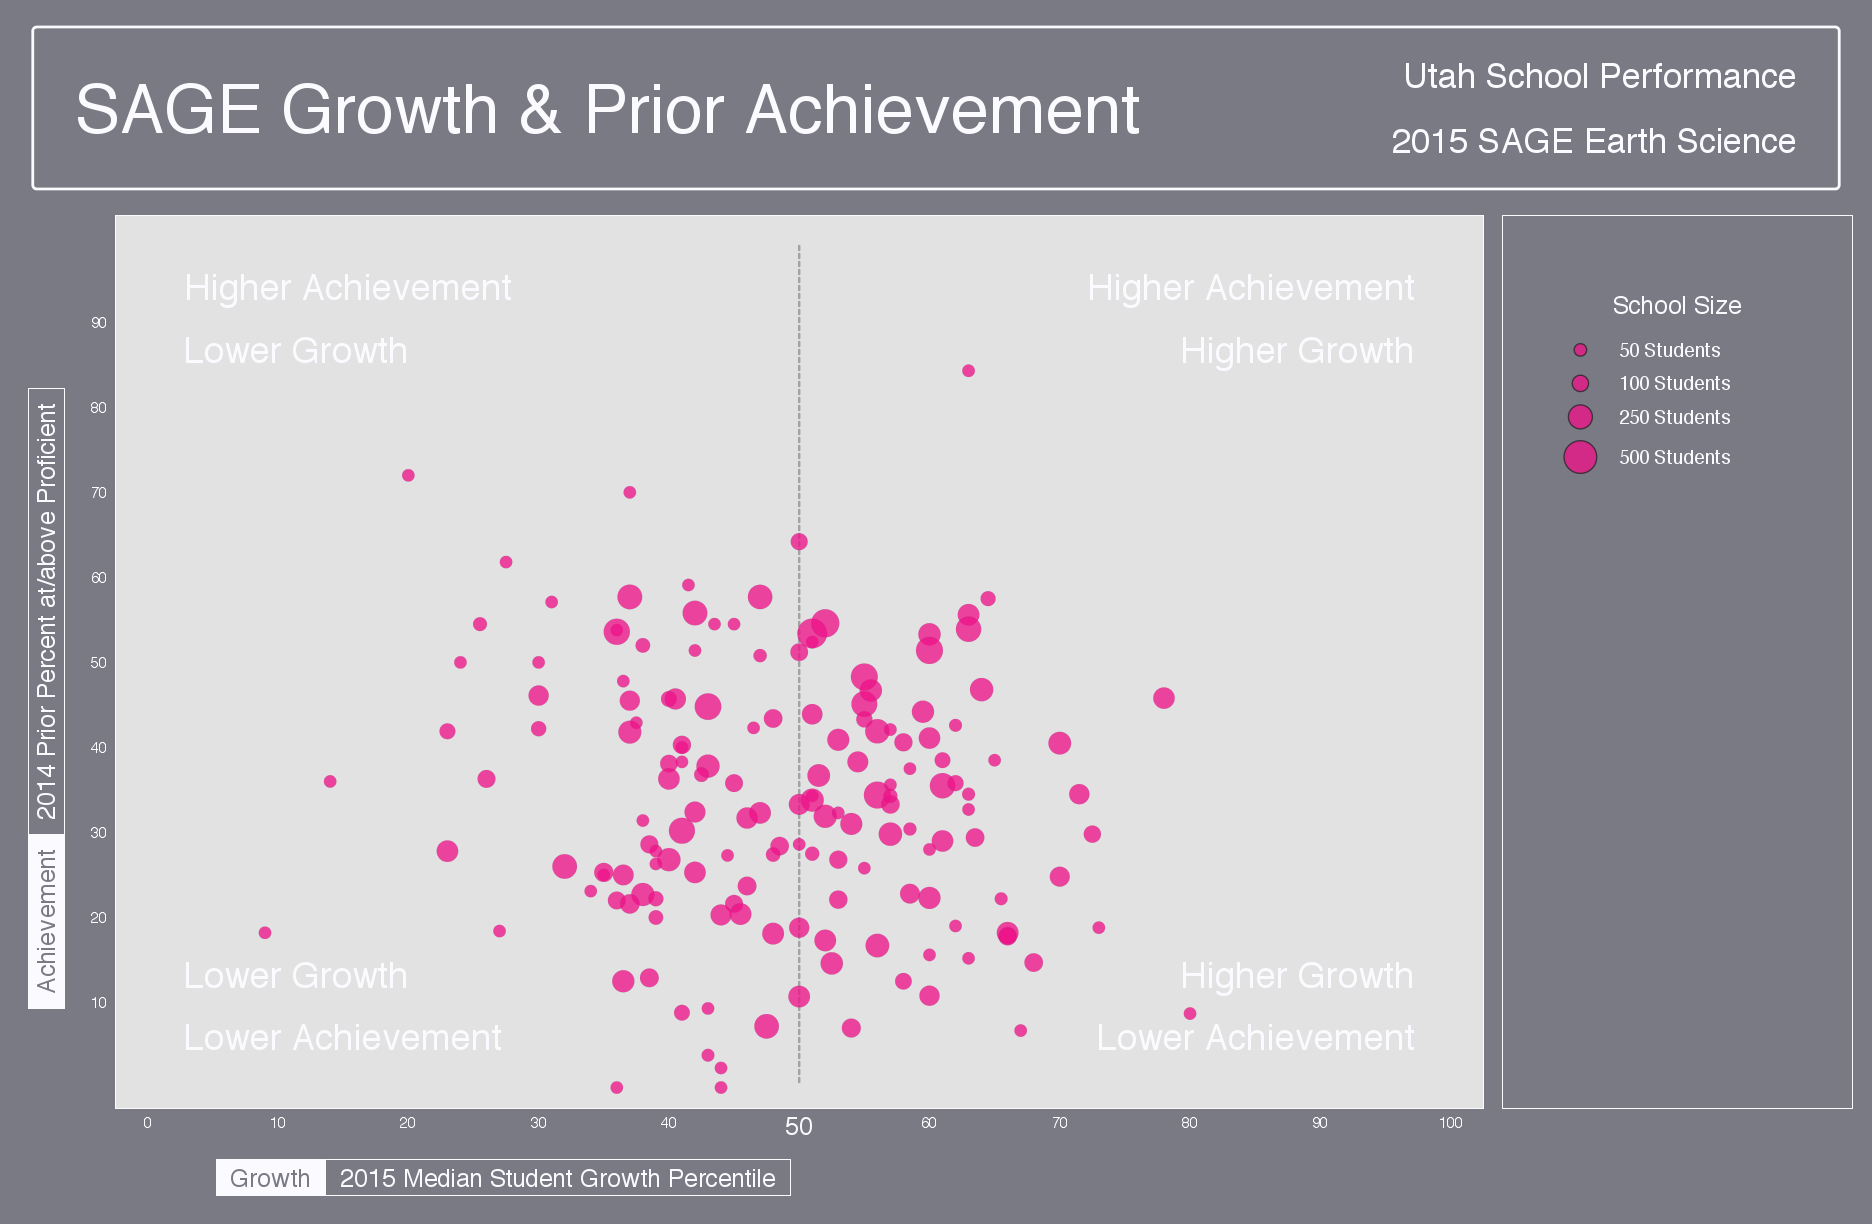 SAGE Growth & Prior Achievement
Utah School Performance
2015 SAGE Earth Science
Higher Achievement
Lower Growth
Higher Achievement
Higher Growth
Lower Growth
Lower Achievement
Higher Growth
Lower Achievement
90
80
70
60
50
40
30
20
10
Achievement 2014 Prior Percent at/above Proficient
0 10 20 30 40 50 60 70 80 90 100
Growth 2015 Median Student Growth Percentile
School Size
50 Students
100 Students
250 Students
500 Students